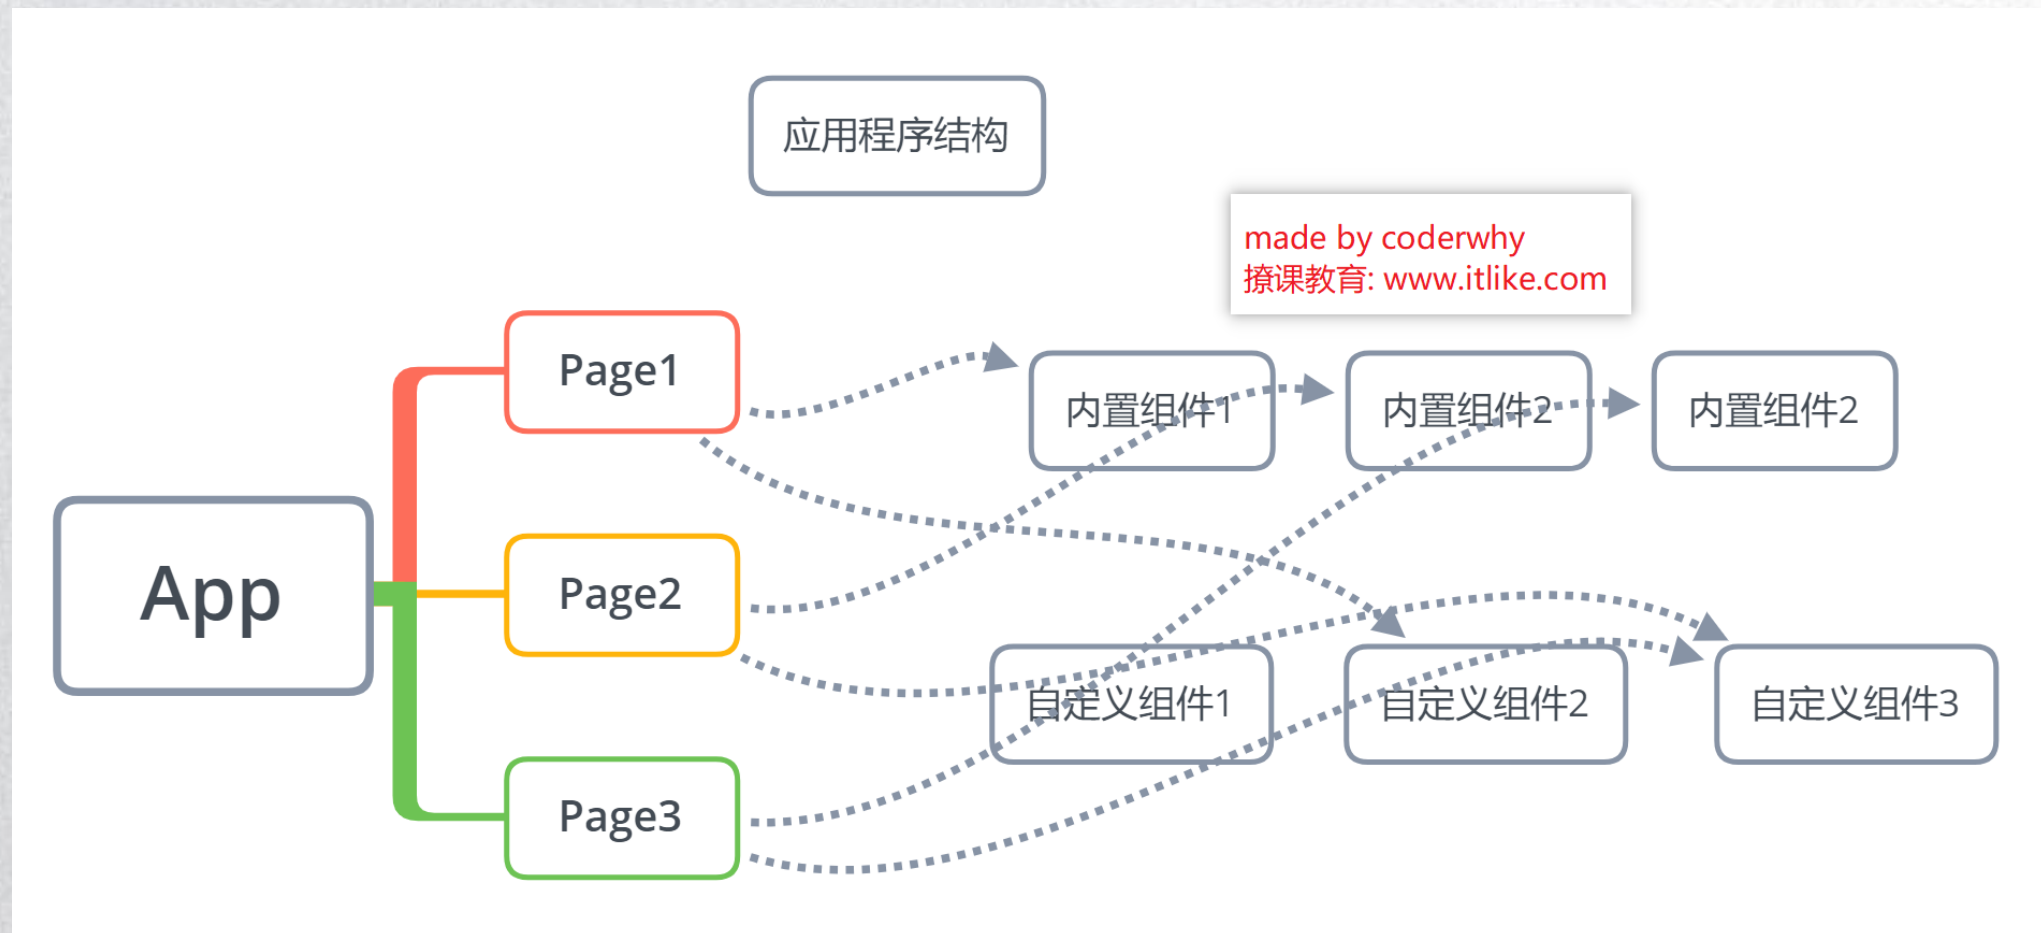 应用程序结构
made by coderwhy
撩课教育: www.itlike.com
Page1
内置组件1
内置组件2
内置组件2
App
Page2
自定义组件1
自定义组件2
自定义组件3
Page3